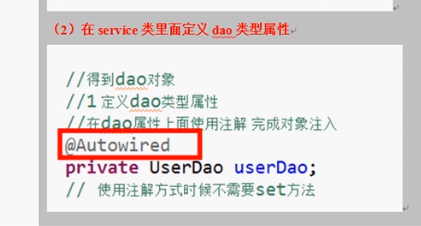 （2）在 service 类里面定义 dao 类型属性
//得到dao对象
//1 定义dao类型属性
//在dao属性上面使用注解 完成对象注入
@Autowired
private UserDao userDao;
// 使用注解方式时候不需要set方法